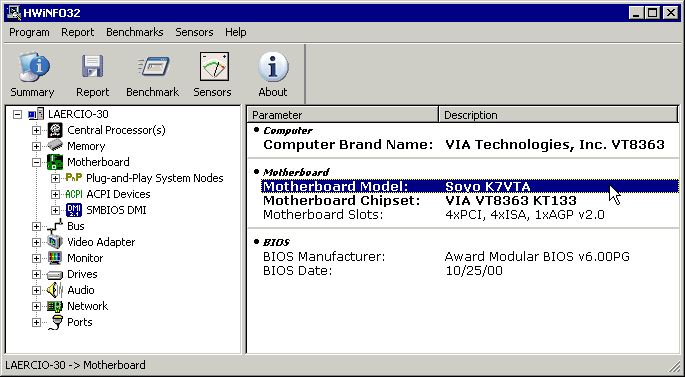 HWiNFO32
Program Report Benchmarks Sensors Help
Summary Report Benchmark Sensors About
LAERCIO-30
Central Processor(s)
Memory
Motherboard
PnP Plug-and-Play System Nodes
ACPI ACPI Devices
DMI 2.1 SMBIOS DMI
Bus
Video Adapter
Monitor
Drives
Audio
Network
Ports
Parameter Description
Computer
Computer Brand Name: VIA Technologies, Inc. VT8363
Motherboard
Motherboard Model: Soyo K7VTA
Motherboard Chipset: VIA VT8363 KT133
Motherboard Slots: 4xPCI, 4xISA, 1xAGP v2.0
BIOS
BIOS Manufacturer: Award Modular BIOS v6.00PG
BIOS Date: 10/25/00
LAERCIO-30 -> Motherboard